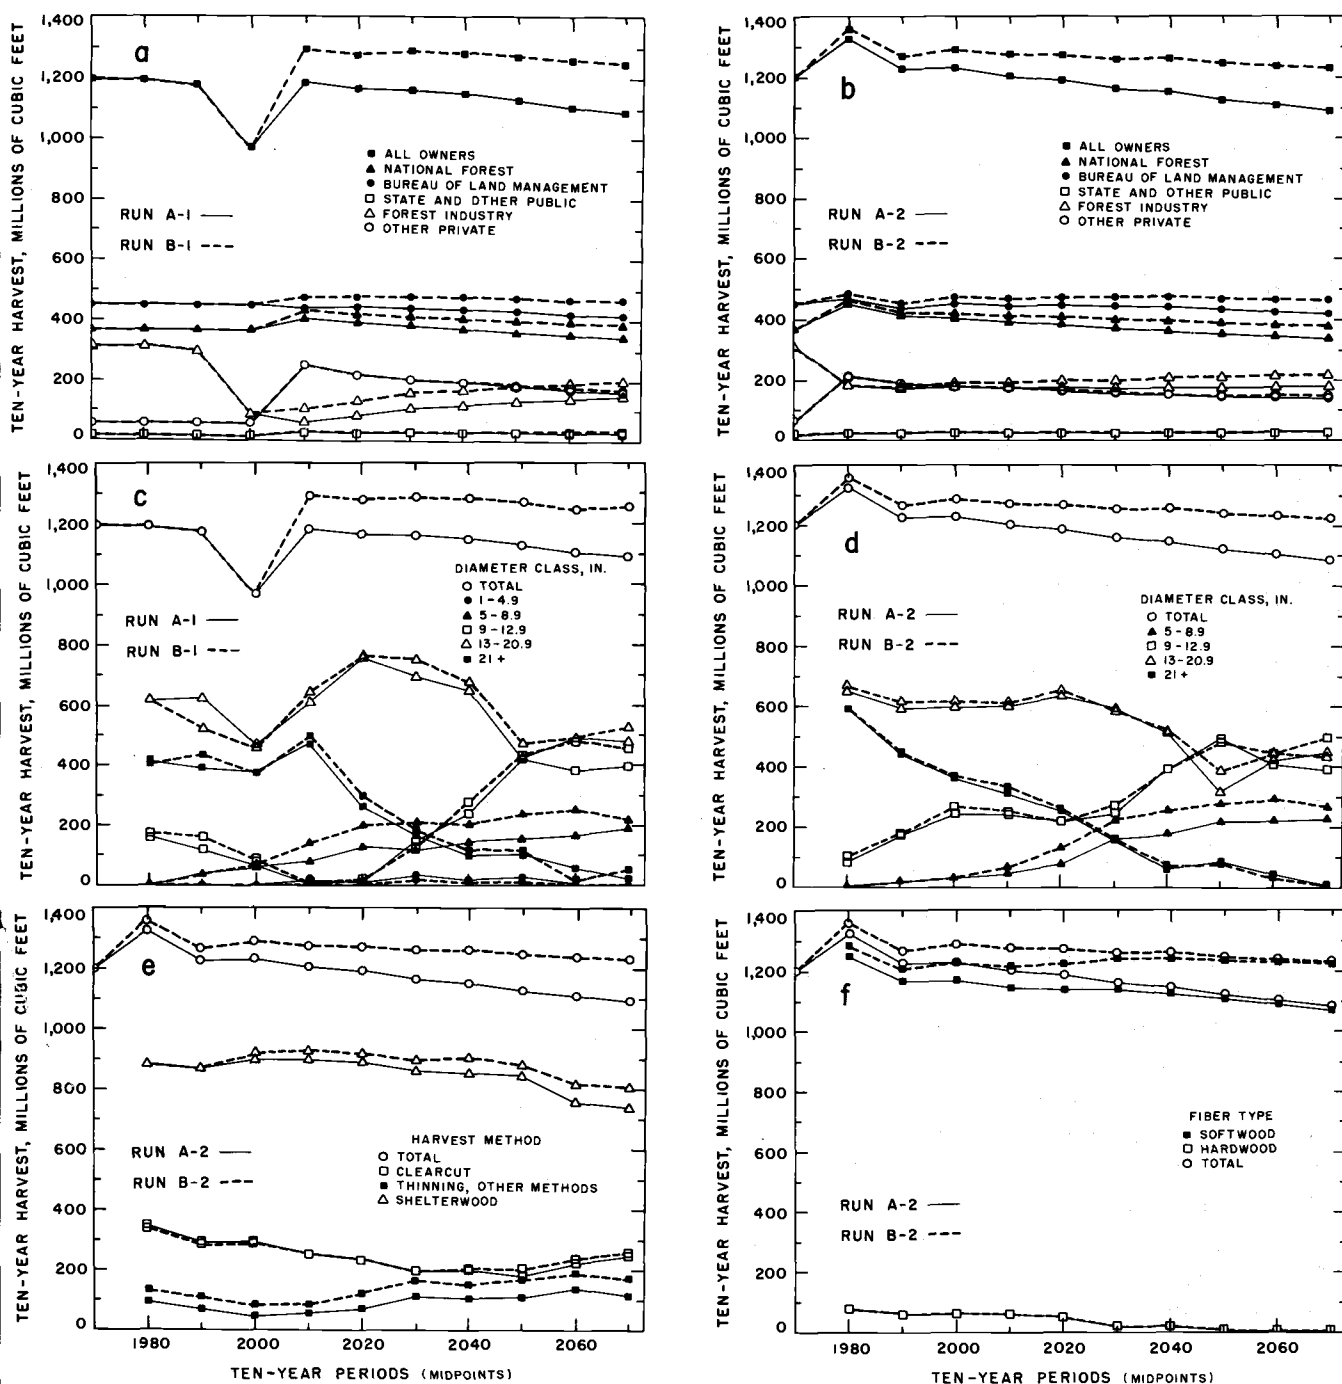 TEN-YEAR HARVEST, MILLIONS OF CUBIC FEET
1,400
1,200
1,000
800
600
400
200
0
a
ALL OWNERS
NATIONAL FOREST
BUREAU OF LAND MANAGEMENT
STATE AND OTHER PUBLIC
FOREST INDUSTRY
OTHER PRIVATE
RUN A-1
RUN B-1
TEN-YEAR HARVEST, MILLIONS OF CUBIC FEET
1,400
1,200
1,000
800
600
400
200
0
b
ALL OWNERS
NATIONAL FOREST
BUREAU OF LAND MANAGEMENT
STATE AND OTHER PUBLIC
FOREST INDUSTRY
OTHER PRIVATE
RUN A-2
RUN B-2
TEN-YEAR HARVEST, MILLIONS OF CUBIC FEET
1,400
1,200
1,000
800
600
400
200
0
c
DIAMETER CLASS, IN.
TOTAL
1-4.9
5-8.9
9-12.9
13-20.9
21+
RUN A-1
RUN B-1
TEN-YEAR HARVEST, MILLIONS OF CUBIC FEET
1,400
1,200
1,000
800
600
400
200
0
d
DIAMETER CLASS, IN.
TOTAL
5-8.9
9-12.9
13-20.9
21+
RUN A-2
RUN B-2
TEN-YEAR HARVEST, MILLIONS OF CUBIC FEET
1,400
1,200
1,000
800
600
400
200
0
e
HARVEST METHOD
TOTAL
CLEARCUT
THINNING, OTHER METHODS
SHELTERWOOD
RUN A-2
RUN B-2
1980 2000 2020 2040 2060
TEN-YEAR PERIODS (MIDPOINTS)
TEN-YEAR HARVEST, MILLIONS OF CUBIC FEET
1,400
1,200
1,000
800
600
400
200
0
f
FIBER TYPE
SOFTWOOD
HARDWOOD
TOTAL
RUN A-2
RUN B-2
1980 2000 2020 2040 2060
TEN-YEAR PERIODS (MIDPOINTS)